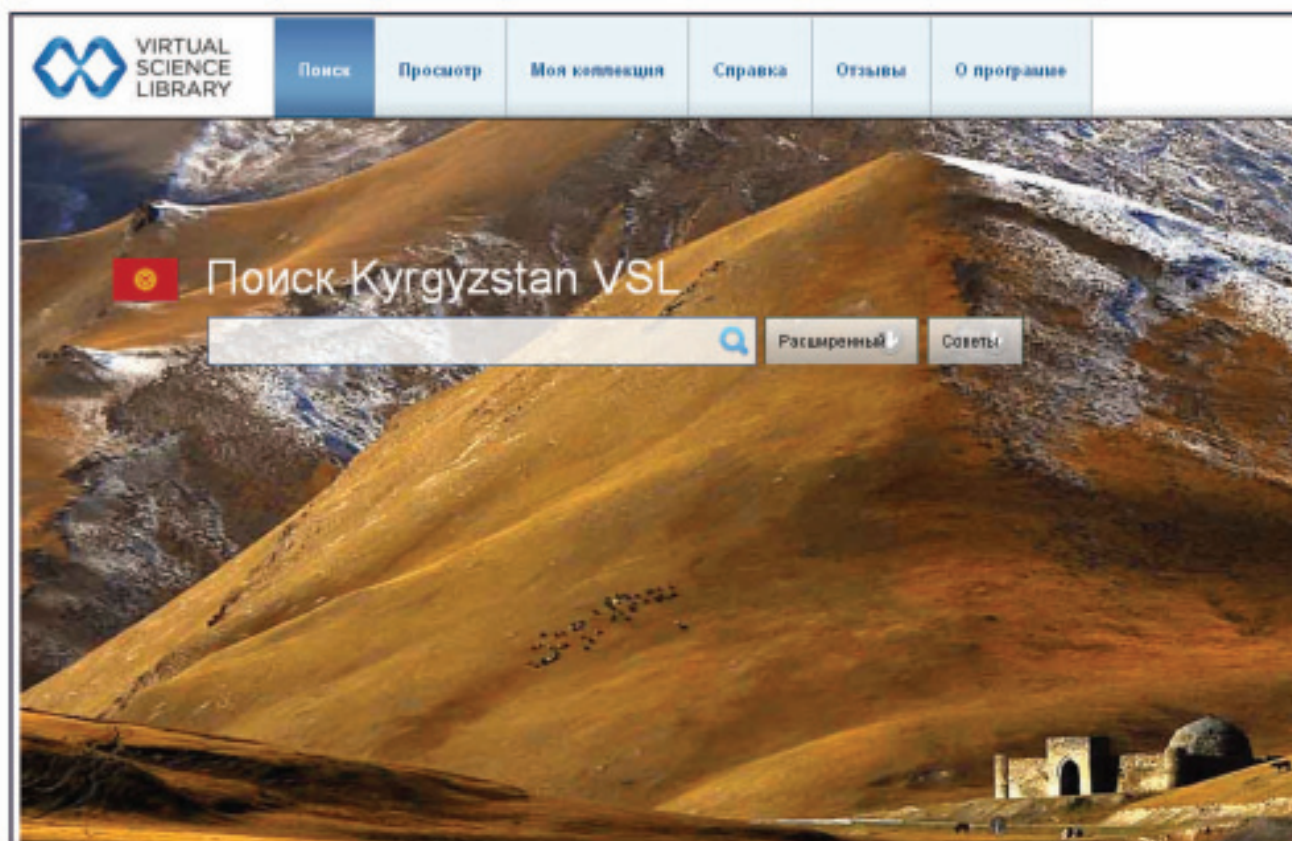 VIRTUAL
SCIENCE
LIBRARY
Поиск
Просмотр
Моя коллекция
Справка
Отзывы
О программе
Поиск Kyrgyzstan VSL
Расширенный
Советы